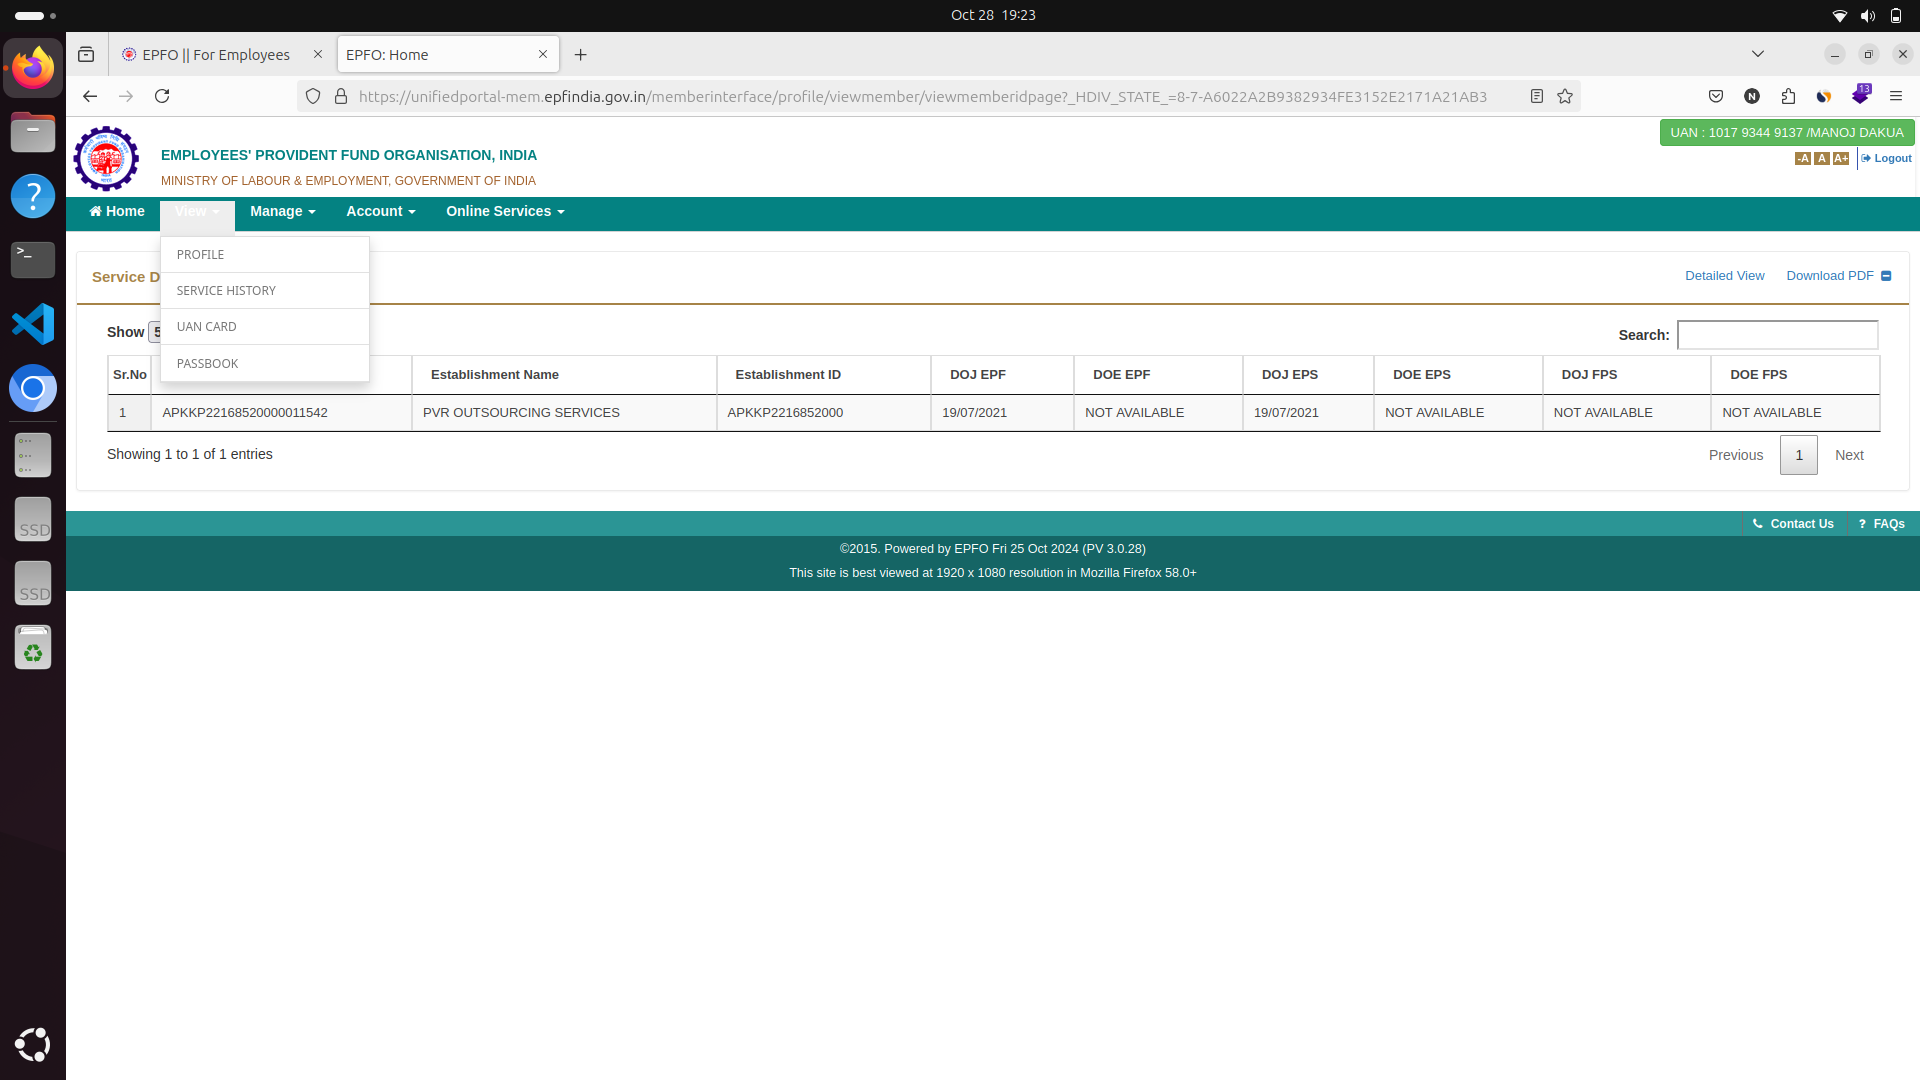 Oct 28 19:23
EPFO || For Employees
EPFO: Home
https://unifiedportal-mem.epfindia.gov.in/memberinterface/profile/viewmember/viewmemberidpage?_HDIV_STATE_=8-7-A6022A2B9382934FE3152E2171A21AB3
N
13
UAN : 1017 9344 9137 /MANOJ DAKUA
EMPLOYEES' PROVIDENT FUND ORGANISATION, INDIA
-A A A+ Logout
MINISTRY OF LABOUR & EMPLOYMENT, GOVERNMENT OF INDIA
Home View Manage Account Online Services
PROFILE
SERVICE HISTORY
UAN CARD
PASSBOOK
Service D
Detailed View Download PDF
Show 5
Search:
Sr.No Establishment Name Establishment ID DOJ EPF DOE EPF DOJ EPS DOE EPS DOJ FPS DOE FPS
1 APKKP22168520000011542 PVR OUTSOURCING SERVICES APKKP2216852000 19/07/2021 NOT AVAILABLE 19/07/2021 NOT AVAILABLE NOT AVAILABLE NOT AVAILABLE
Showing 1 to 1 of 1 entries
Previous 1 Next
Contact Us ? FAQs
©2015. Powered by EPFO Fri 25 Oct 2024 (PV 3.0.28)
This site is best viewed at 1920 x 1080 resolution in Mozilla Firefox 58.0+
?
>_
SSD
SSD